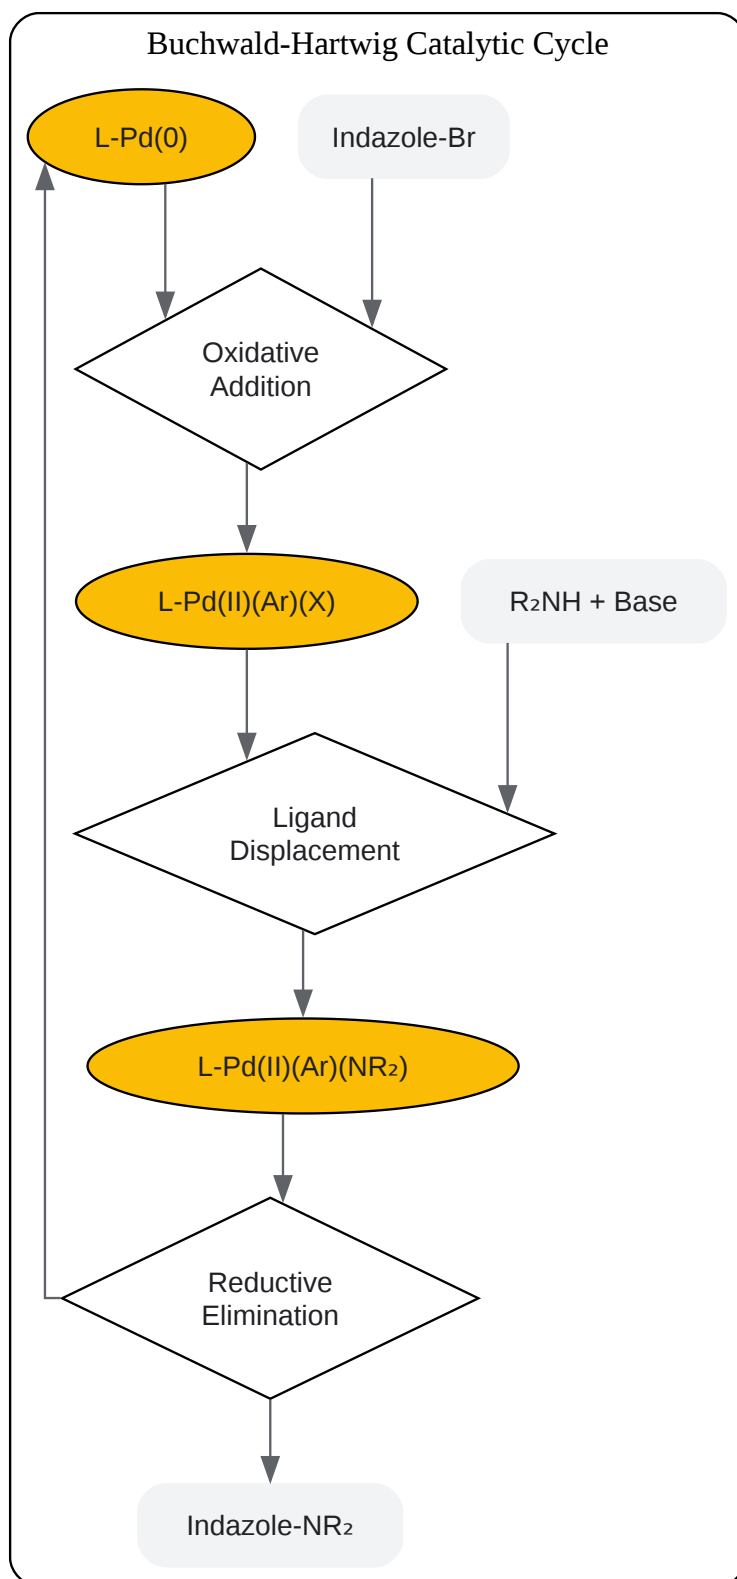 Buchwald-Hartwig Catalytic Cycle
L-Pd(0)
Indazole-Br
Oxidative
Addition
L-Pd(II)(Ar)(X)
R₂NH + Base
Ligand
Displacement
L-Pd(II)(Ar)(NR₂)
Reductive
Elimination
Indazole-NR₂